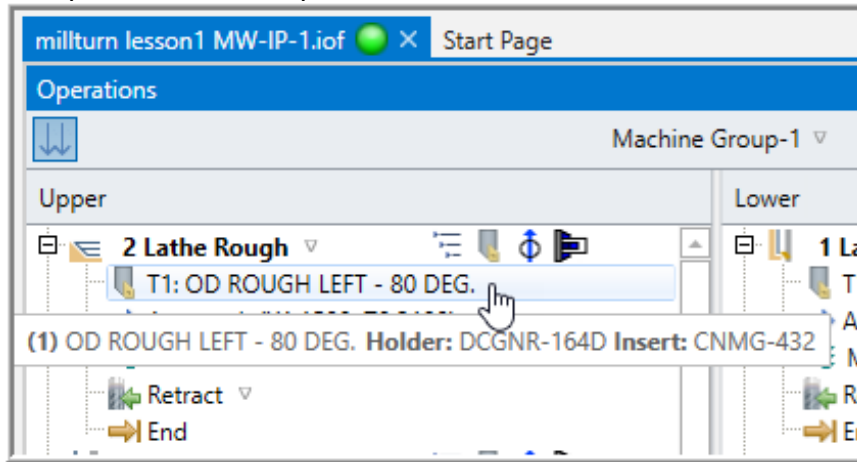 millturn lesson1 MW-IP-1.iof Start Page
Operations
Machine Group-1
Upper Lower
2 Lathe Rough 1
T1: OD ROUGH LEFT - 80 DEG. T
(1) OD ROUGH LEFT - 80 DEG. Holder: DCGNR-164D Insert: CNMG-432
Retract R
End